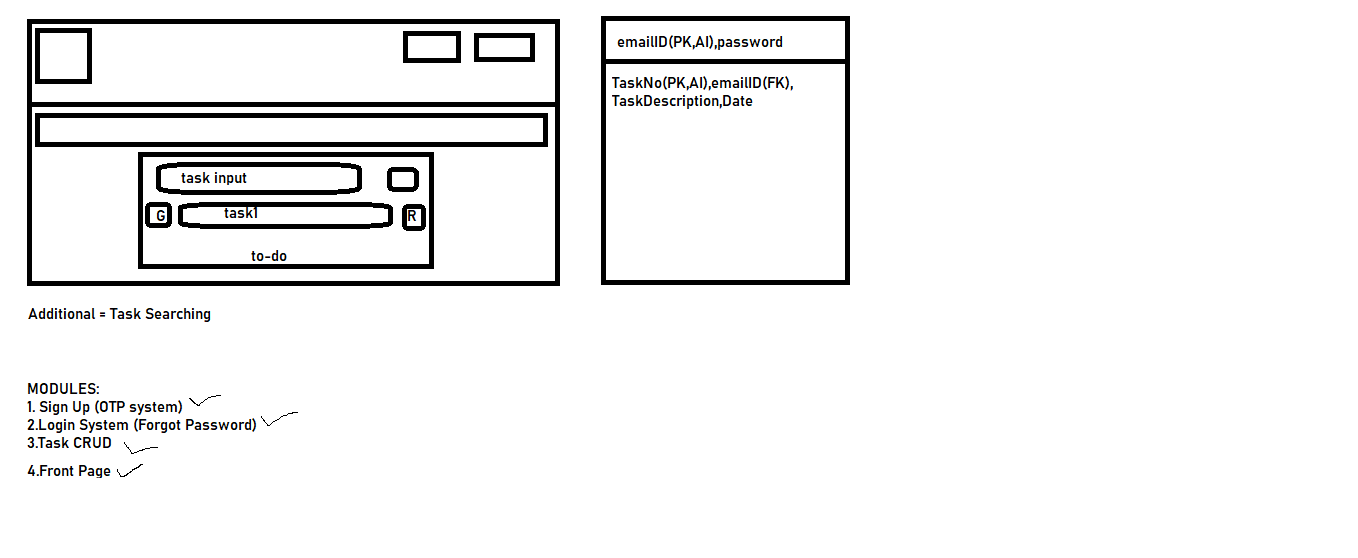 task input
G
task1
R
to-do
emailID(PK,AI),password
TaskNo(PK,AI),emailID(FK),
TaskDescription,Date
Additional = Task Searching
MODULES:
1. Sign Up (OTP system)
2.Login System (Forgot Password)
3.Task CRUD
4.Front Page